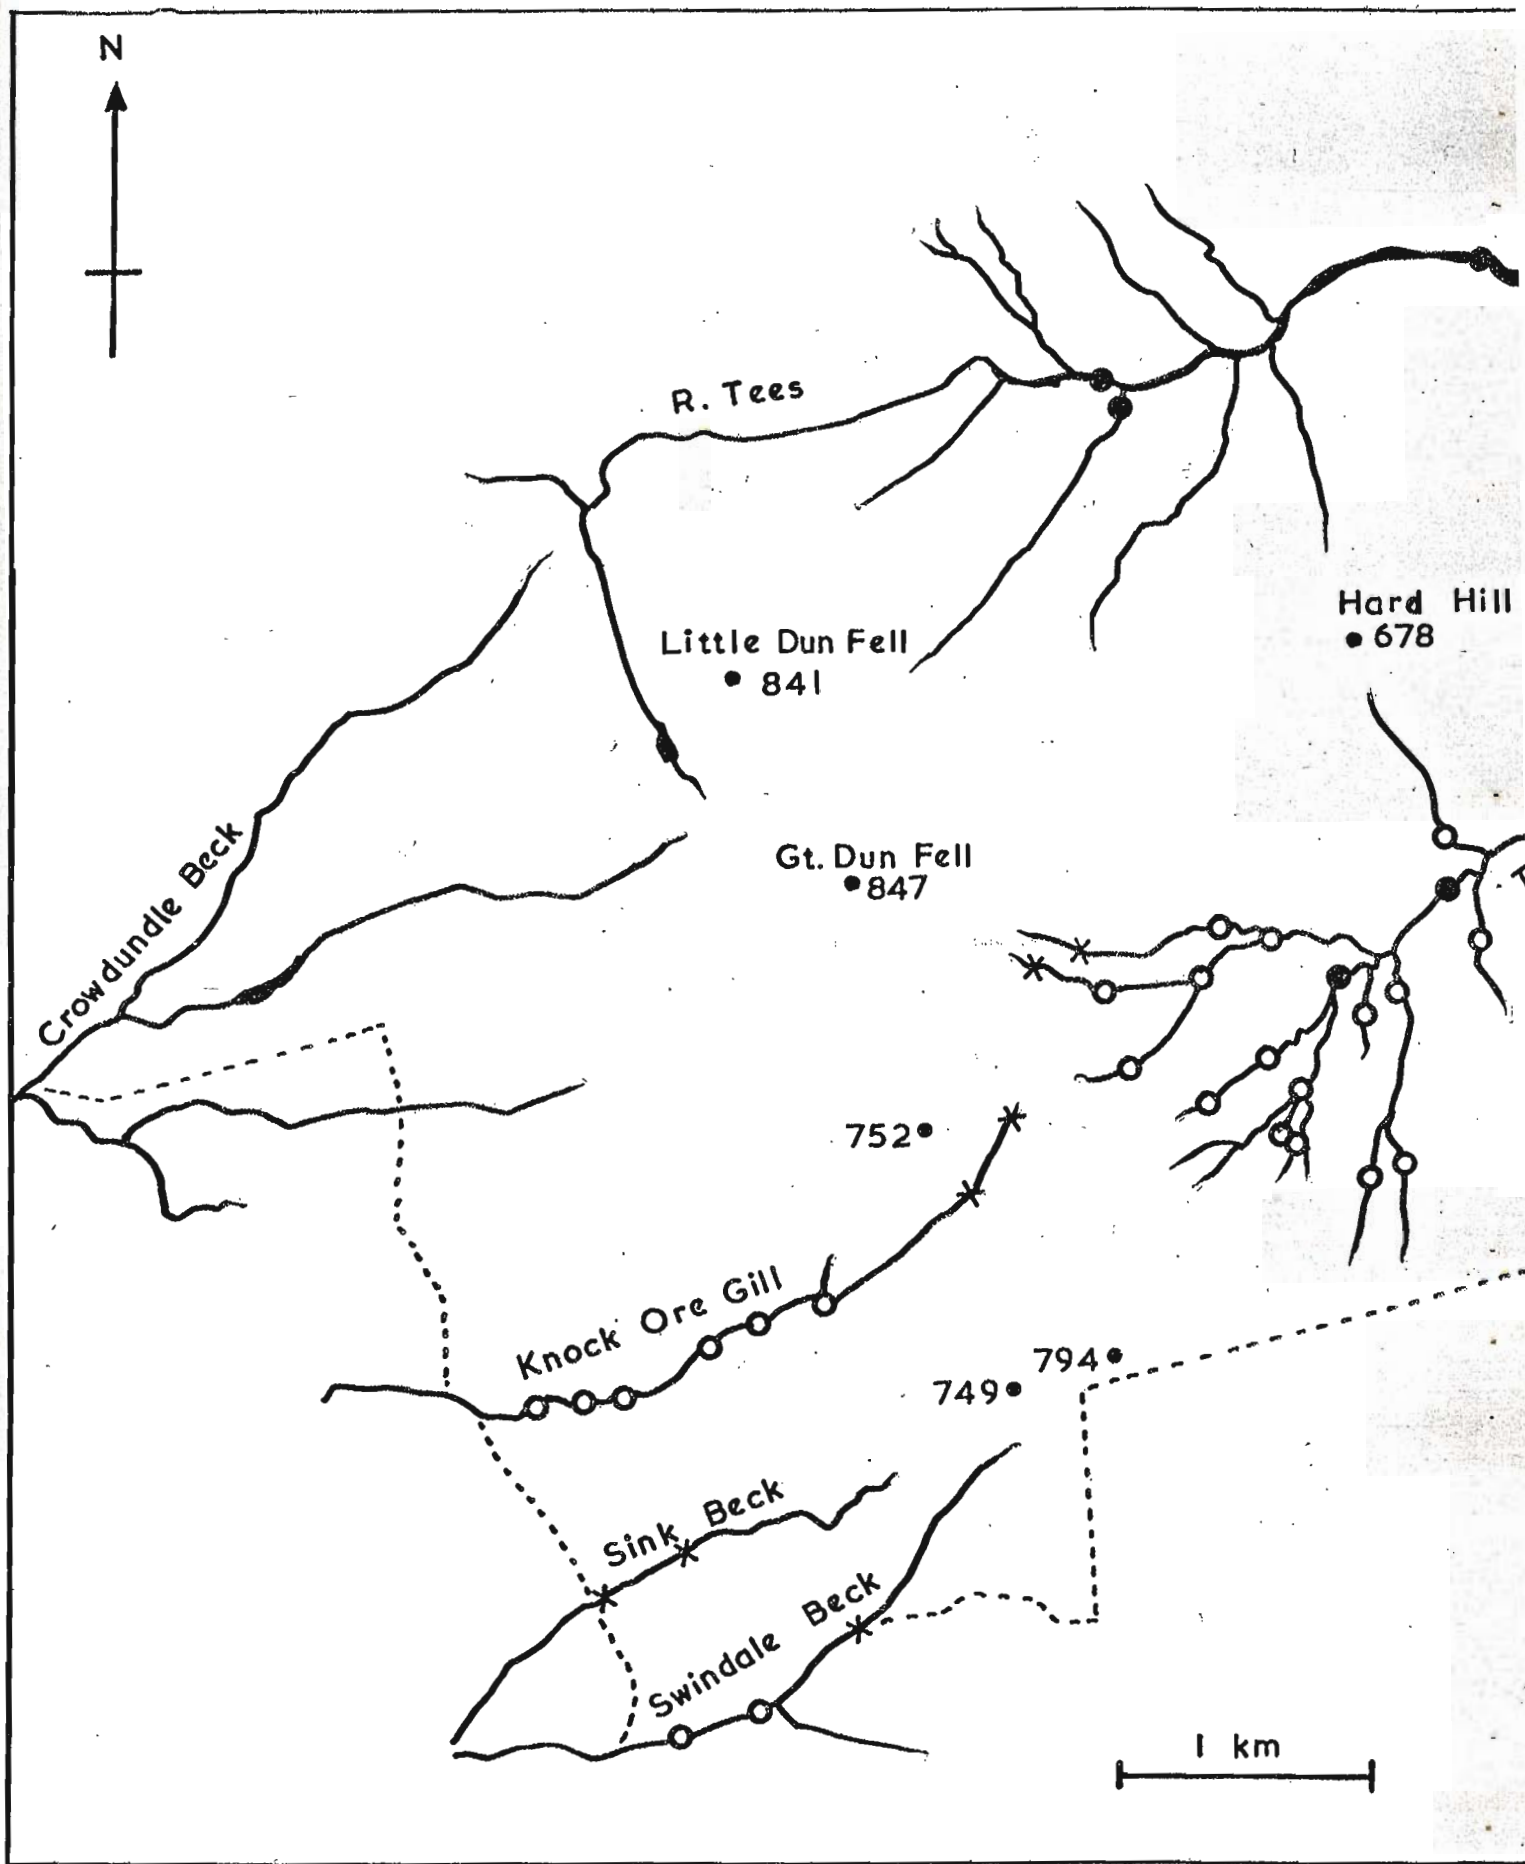 N
R. Tees
Hard Hill
678
Little Dun Fell
841
Crowdundle Beck
Gt. Dun Fell
847
752
Knock Ore Gill
794
749
Sink Beck
Swindale Beck
1 km